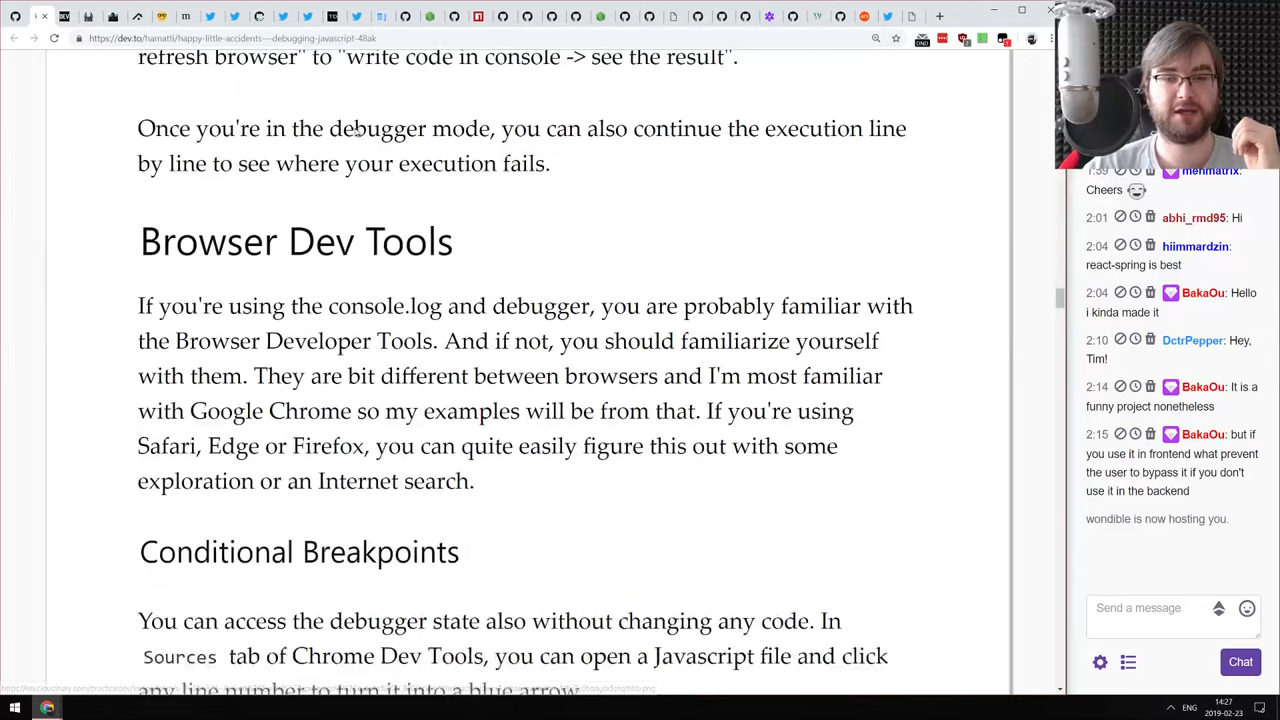 https://dev.to/hamatti/happy-little-accidents---debugging-javascript-48ak
refresh browser" to "write code in console -> see the result".
Once you're in the debugger mode, you can also continue the execution line
by line to see where your execution fails.
Browser Dev Tools
If you're using the console.log and debugger, you are probably familiar with
the Browser Developer Tools. And if not, you should familiarize yourself
with them. They are bit different between browsers and I'm most familiar
with Google Chrome so my examples will be from that. If you're using
Safari, Edge or Firefox, you can quite easily figure this out with some
exploration or an Internet search.
Conditional Breakpoints
You can access the debugger state also without changing any code. In
Sources tab of Chrome Dev Tools, you can open a Javascript file and click
any line number to turn it into a blue arrow.
1:59 menmatrix:
Cheers
2:01 abhi_rmd95: Hi
2:04 hiimmardzin:
react-spring is best
2:04 BakaOu: Hello
i kinda made it
2:10 DctrPepper: Hey,
Tim!
2:14 BakaOu: It is a
funny project nonetheless
2:15 BakaOu: but if
you use it in frontend what prevent
the user to bypass it if you don't
use it in the backend
wondible is now hosting you.
Send a message
Chat
ENG
14:27
2019-02-23